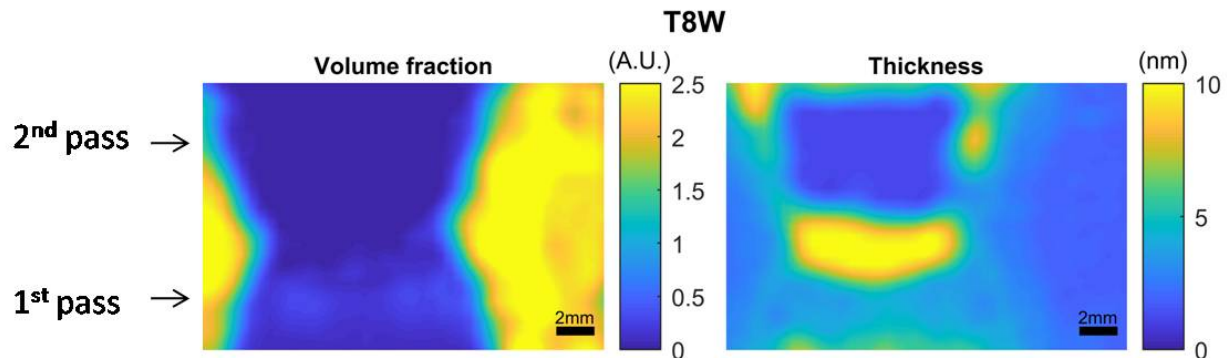 T8W
Volume fraction
(A.U.)
2.5
2
1.5
1
0.5
0
Thickness
(nm)
10
5
0
2nd pass
1st pass
2mm
2mm